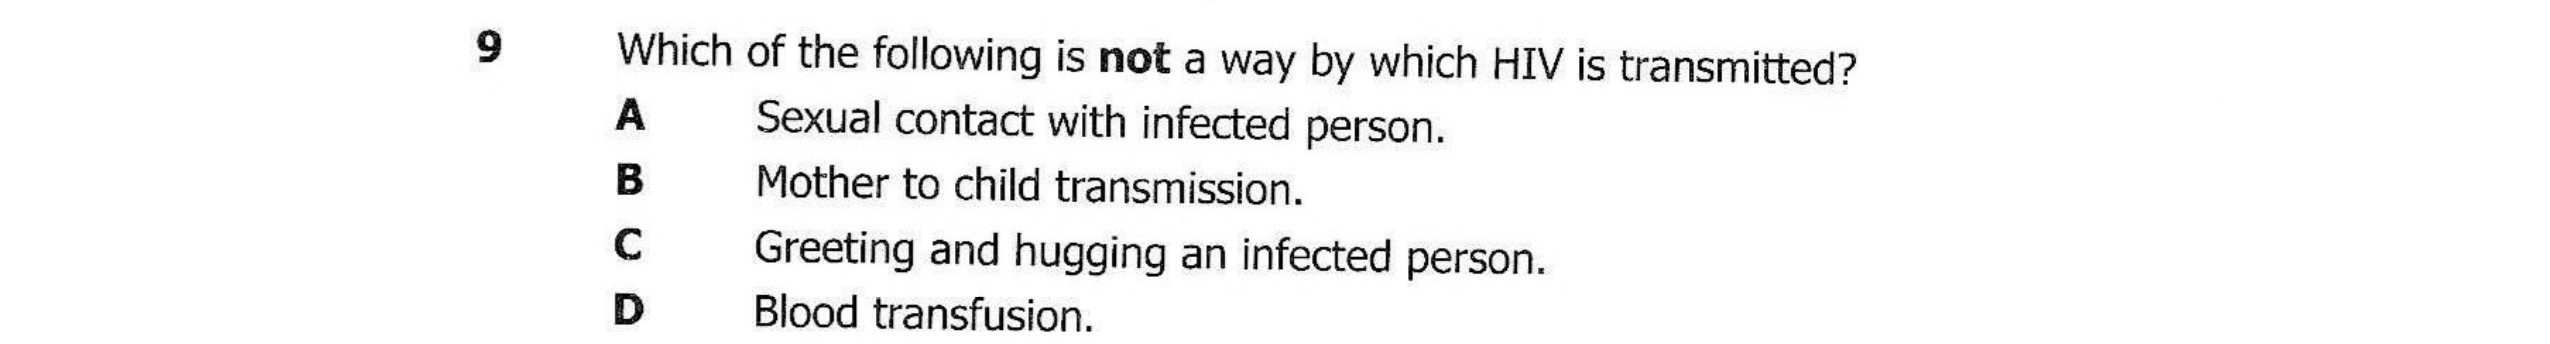 9 Which of the following is not a way by which HIV is transmitted?
A Sexual contact with infected person.
B Mother to child transmission.
C Greeting and hugging an infected person.
D Blood transfusion.